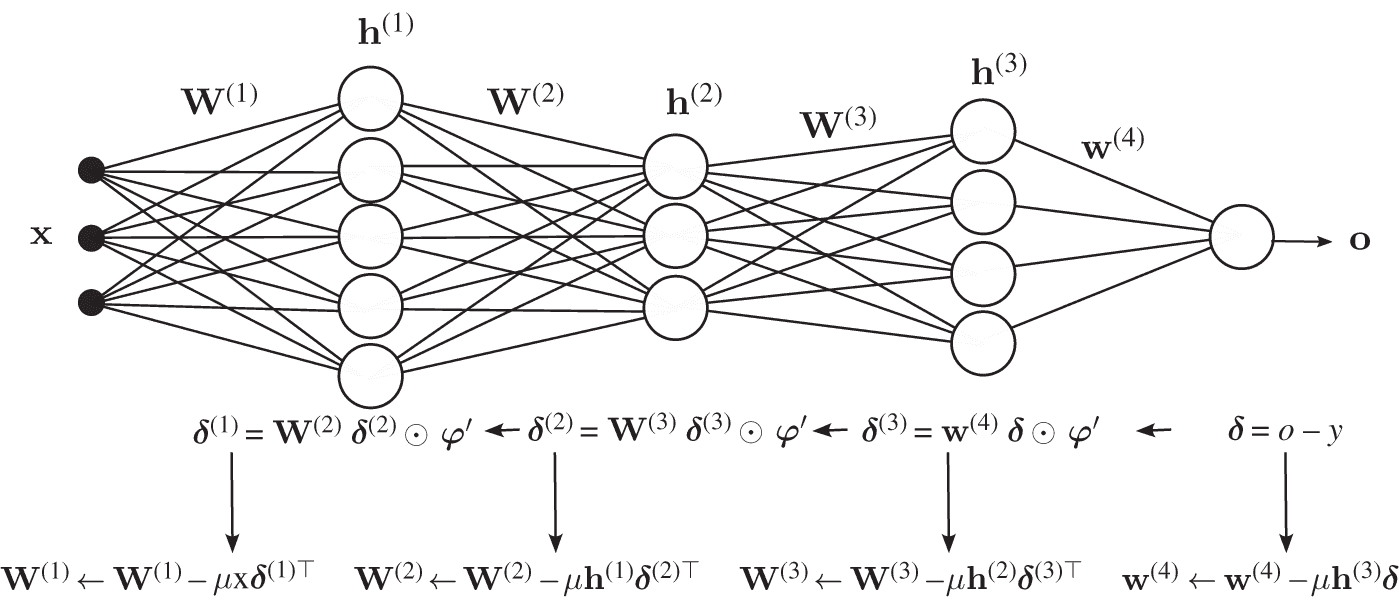 h(1)
W(1) W(2) h(2) W(3) h(3) w(4)
x o
δ(1) = W(2) δ(2) ⊙ φ′ ← δ(2) = W(3) δ(3) ⊙ φ′ ← δ(3) = w(4) δ ⊙ φ′ ← δ = o − y
W(1) ← W(1) − μxδ(1)⊤ W(2) ← W(2) − μh(1)δ(2)⊤ W(3) ← W(3) − μh(2)δ(3)⊤ w(4) ← w(4) − μh(3)δ